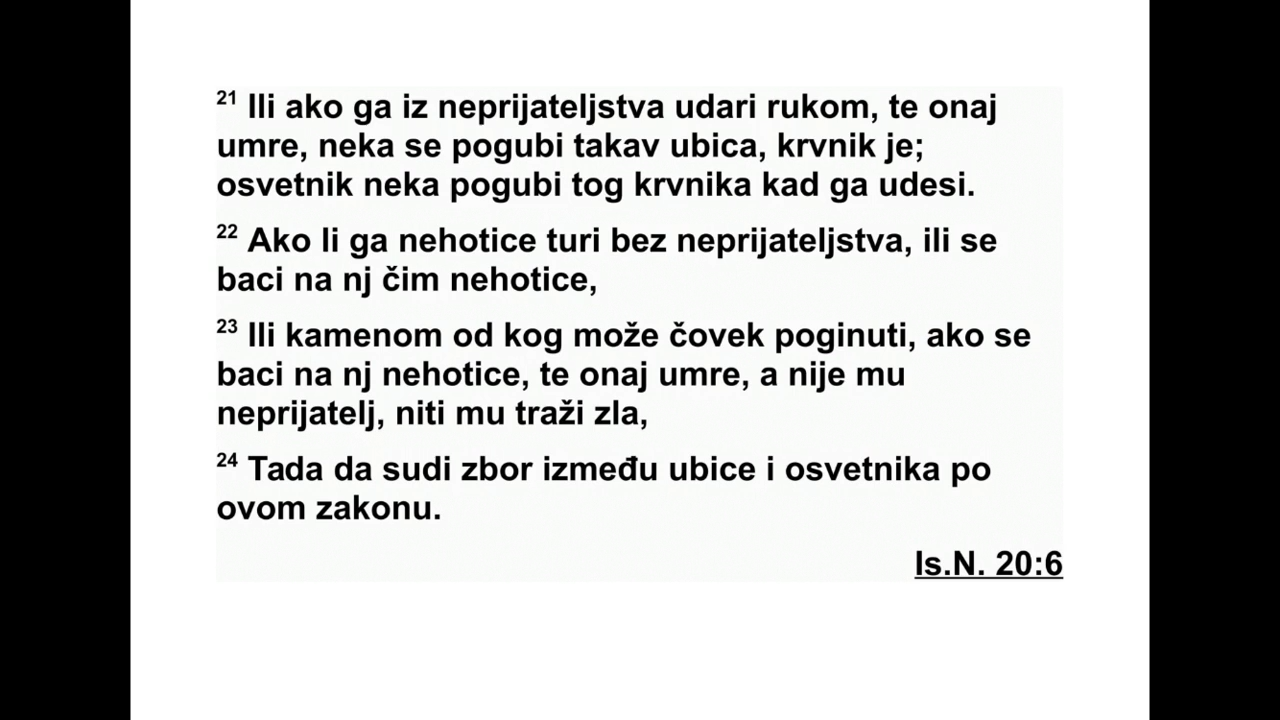 21 Ili ako ga iz neprijateljstva udari rukom, te onaj
umre, neka se pogubi takav ubica, krvnik je;
osvetnik neka pogubi tog krvnika kad ga udesi.
22 Ako li ga nehotice turi bez neprijateljstva, ili se
baci na nj čim nehotice,
23 Ili kamenom od kog može čovek poginuti, ako se
baci na nj nehotice, te onaj umre, a nije mu
neprijatelj, niti mu traži zla,
24 Tada da sudi zbor između ubice i osvetnika po
ovom zakonu.
Is.N. 20:6